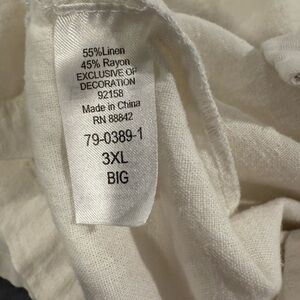 55%Linen
45% Rayon
EXCLUSIVE OF
DECORATION
92158
Made in China
RN 88842
79-0389-1
3XL
BIG